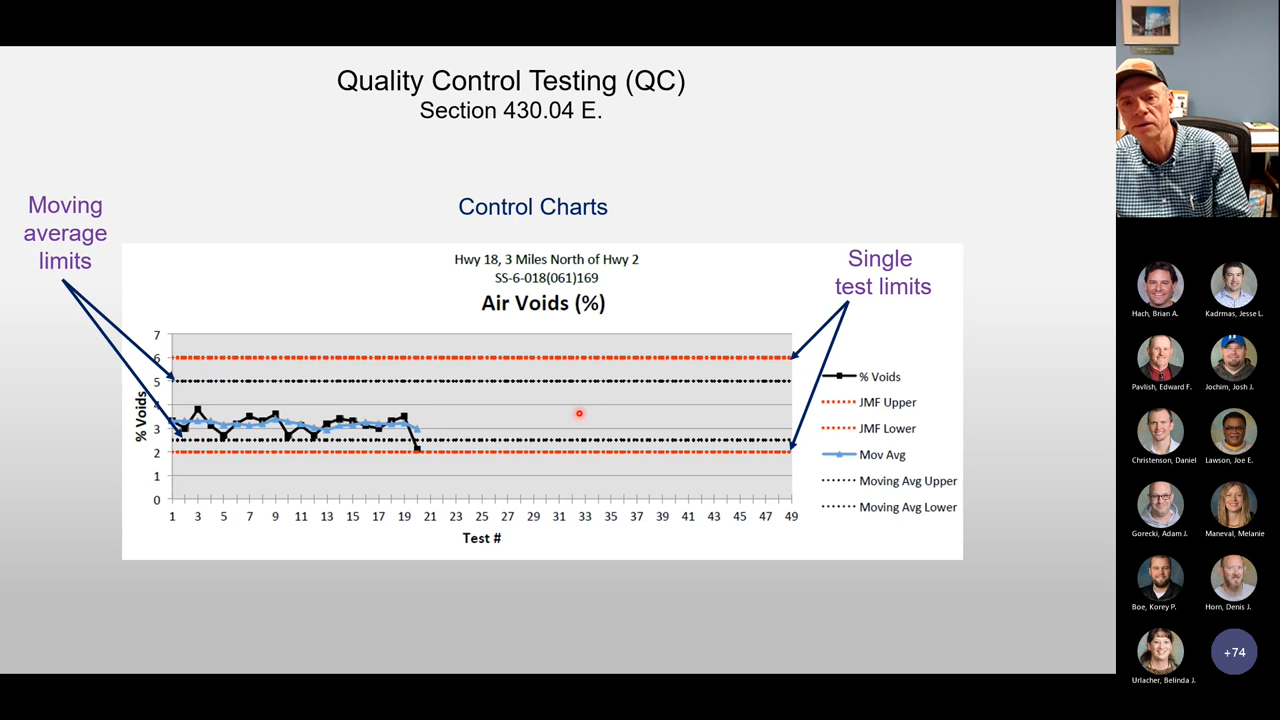 Quality Control Testing (QC)
Section 430.04 E.
Moving
average
limits
Control Charts
Single
test limits
Hwy 18, 3 Miles North of Hwy 2
SS-6-018(061)169
Air Voids (%)
% Voids
7
6
5
4
3
2
1
0
1 3 5 7 9 11 13 15 17 19 21 23 25 27 29 31 33 35 37 39 41 43 45 47 49
Test #
% Voids
JMF Upper
JMF Lower
Mov Avg
Moving Avg Upper
Moving Avg Lower
Hach, Brian A.
Kadrmas, Jesse L.
Pavlish, Edward F.
Jochim, Josh J.
Christenson, Daniel
Lawson, Joe E.
Gorecki, Adam J.
Maneval, Melanie
Boe, Korey P.
Horn, Denis J.
Urlacher, Belinda J.
+74